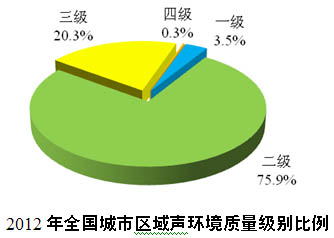 三级
20.3%
四级
0.3%
一级
3.5%
二级
75.9%
2012 年全国城市区域声环境质量级别比例